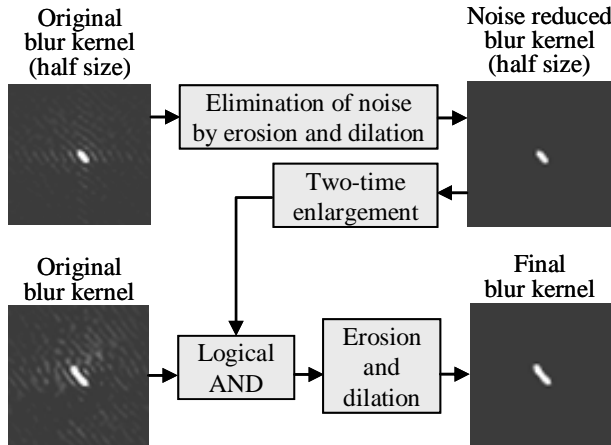 Original
blur kernel
(half size)
Noise reduced
blur kernel
(half size)
Elimination of noise
by erosion and dilation
Two-time
enlargement
Original
blur kernel
Final
blur kernel
Logical
AND
Erosion
and
dilation